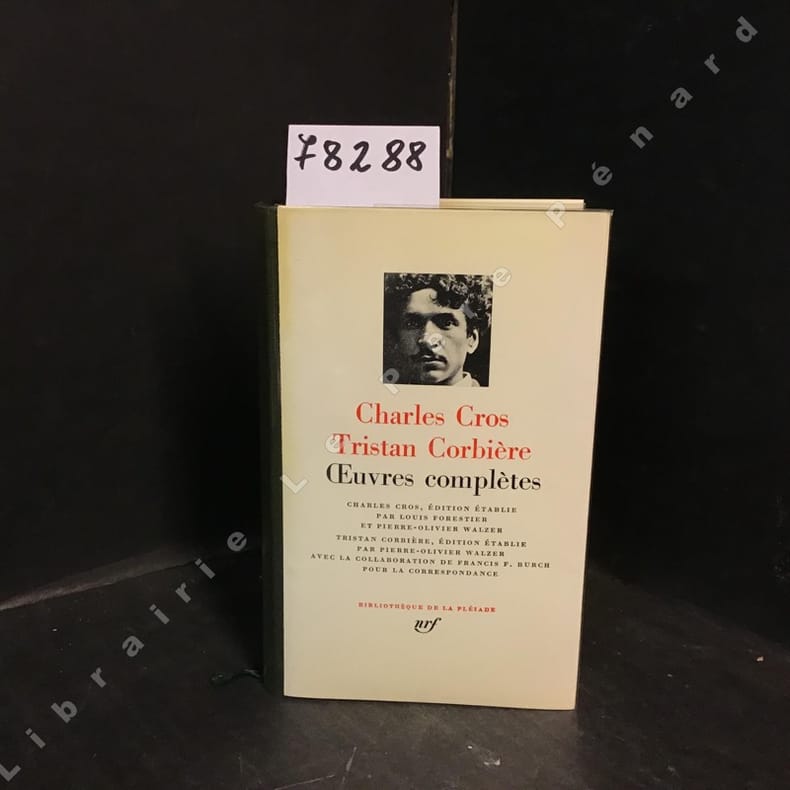 78288
Charles Cros
Tristan Corbière
Œuvres complètes
CHARLES CROS, ÉDITION ÉTABLIE
PAR LOUIS FORESTIER
ET PIERRE-OLIVIER WALZER
TRISTAN CORBIÈRE, ÉDITION ÉTABLIE
PAR PIERRE-OLIVIER WALZER
AVEC LA COLLABORATION DE FRANCIS F. BURCH
POUR LA CORRESPONDANCE
BIBLIOTHÈQUE DE LA PLÉIADE
nrf
Librairie Le Père Pénard